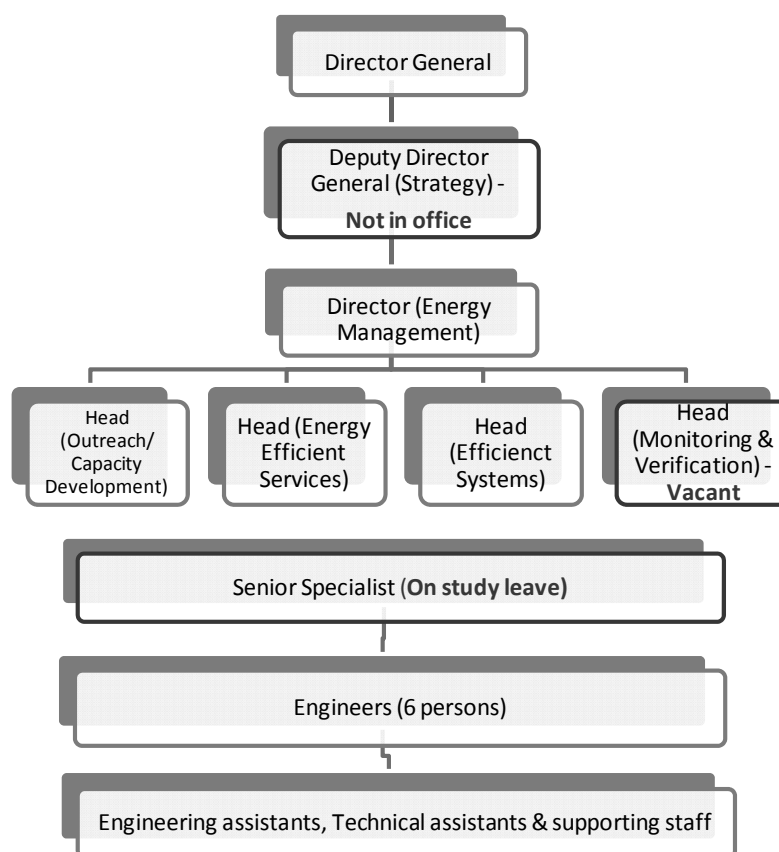 Director General
Deputy Director
General (Strategy) -
Not in office
Director (Energy
Management)
Head
(Outreach/
Capacity
Development)
Head (Energy
Efficient
Services)
Head
(Efficienct
Systems)
Head
(Monitoring &
Verification) -
Vacant
Senior Specialist (On study leave)
Engineers (6 persons)
Engineering assistants, Technical assistants & supporting staff